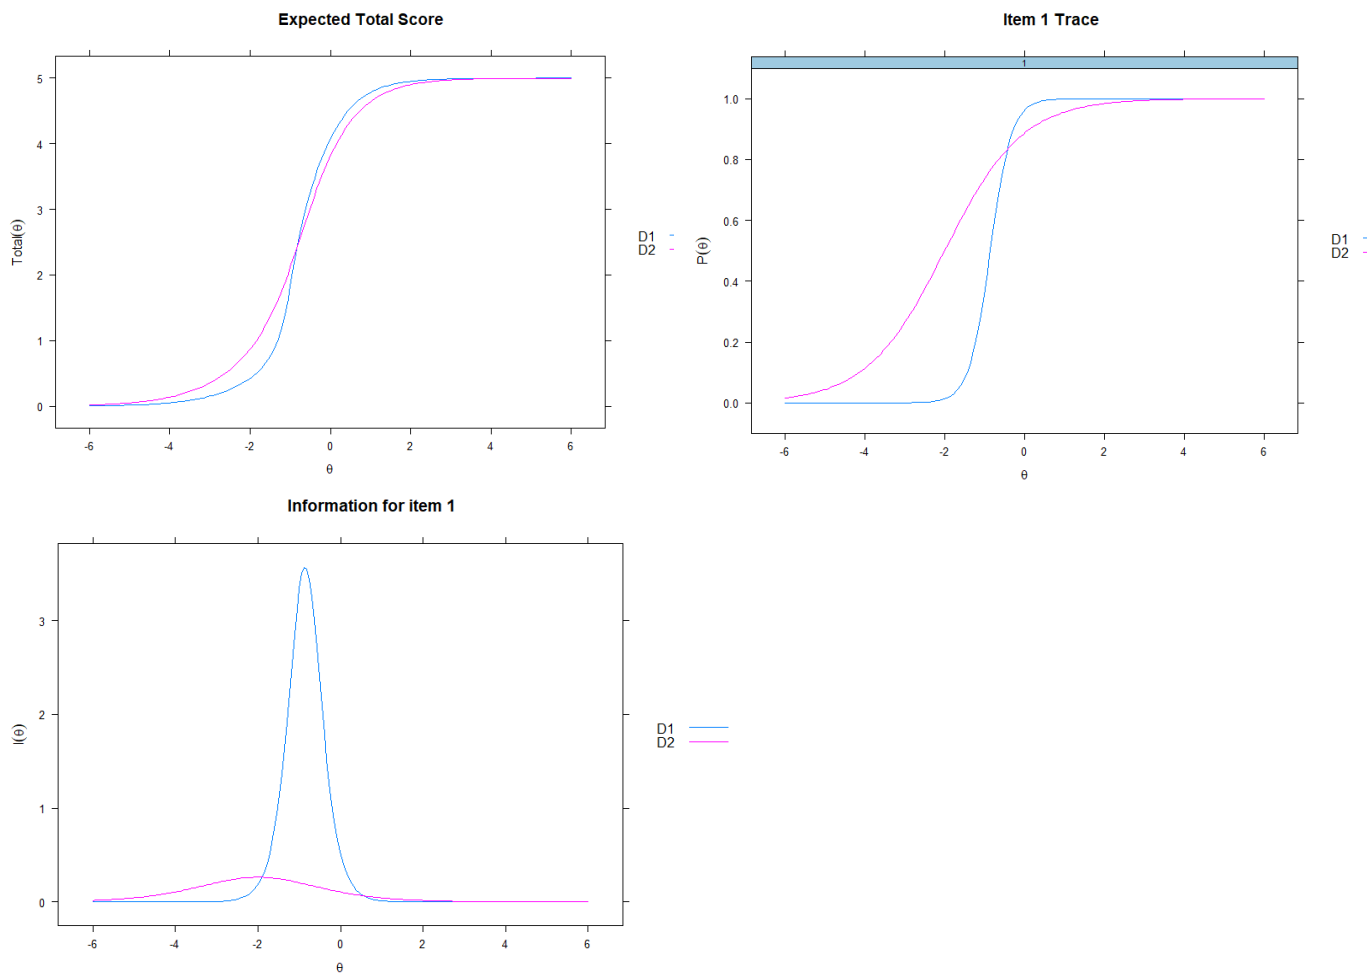 Expected Total Score
Total(θ)
5
4
3
2
1
0
-6 -4 -2 0 2 4 6
θ
D1
D2
Item 1 Trace
1
P(θ)
1.0
0.8
0.6
0.4
0.2
0.0
-6 -4 -2 0 2 4 6
θ
D1
D2
Information for item 1
I(θ)
3
2
1
0
-6 -4 -2 0 2 4 6
θ
D1
D2